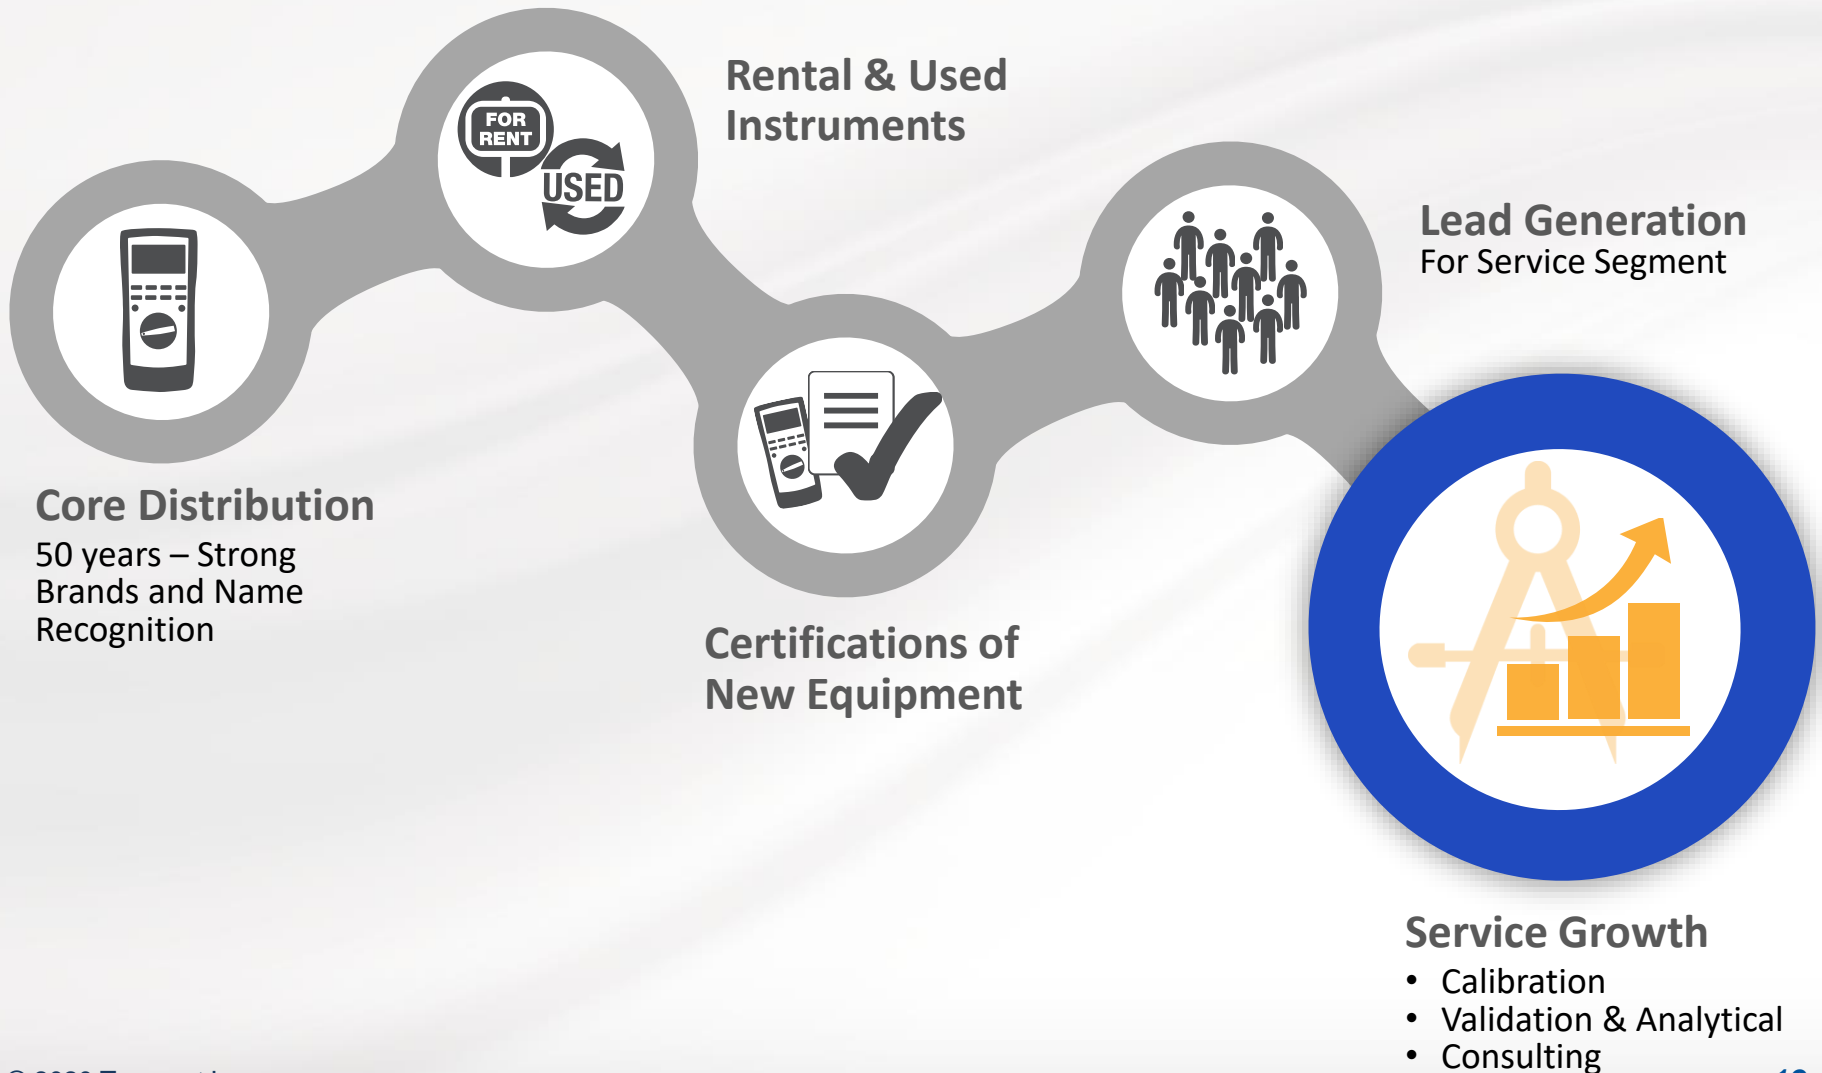 FOR
RENT
USED
Rental & Used
Instruments
Lead Generation
For Service Segment
Core Distribution
50 years – Strong
Brands and Name
Recognition
Certifications of
New Equipment
Service Growth
• Calibration
• Validation & Analytical
• Consulting